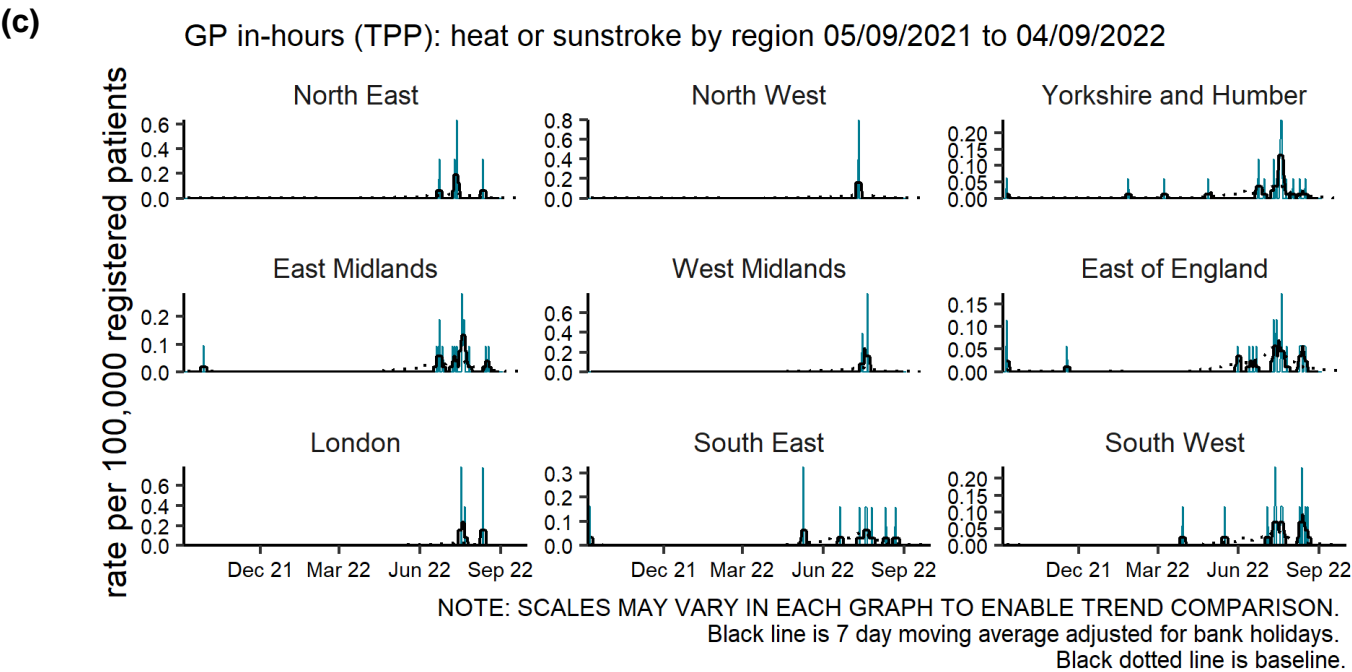 (c)
GP in-hours (TPP): heat or sunstroke by region 05/09/2021 to 04/09/2022
rate per 100,000 registered patients
North East
0.6
0.4
0.2
0.0
North West
0.8
0.6
0.4
0.2
0.0
Yorkshire and Humber
0.20
0.15
0.10
0.05
0.00
East Midlands
0.2
0.1
0.0
West Midlands
0.6
0.4
0.2
0.0
East of England
0.15
0.10
0.05
0.00
London
0.6
0.4
0.2
0.0
South East
0.3
0.2
0.1
0.0
South West
0.20
0.15
0.10
0.05
0.00
Dec 21 Mar 22 Jun 22 Sep 22
Dec 21 Mar 22 Jun 22 Sep 22
Dec 21 Mar 22 Jun 22 Sep 22
NOTE: SCALES MAY VARY IN EACH GRAPH TO ENABLE TREND COMPARISON.
Black line is 7 day moving average adjusted for bank holidays.
Black dotted line is baseline.